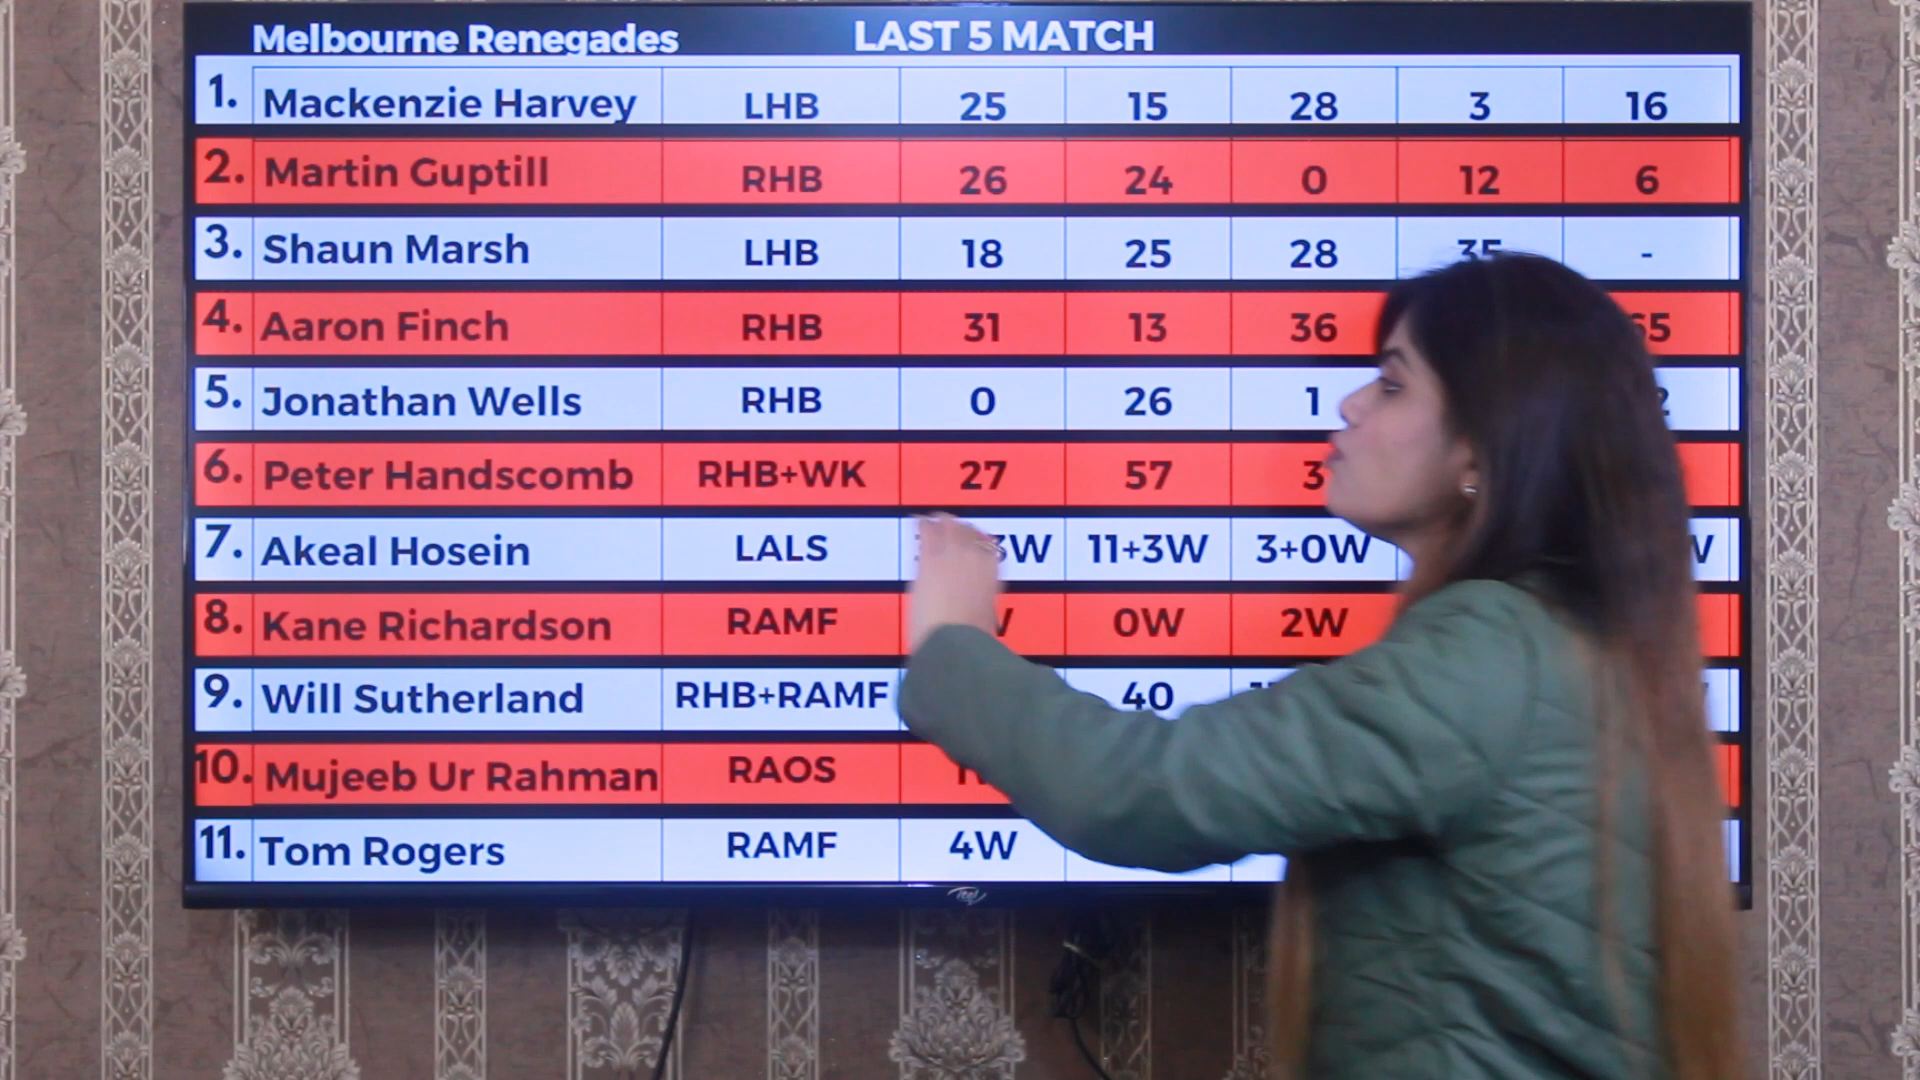 Melbourne Renegades LAST 5 MATCH
1. Mackenzie Harvey LHB 25 15 28 3 16
2. Martin Guptill RHB 26 24 0 12 6
3. Shaun Marsh LHB 18 25 28 35 -
4. Aaron Finch RHB 31 13 36
5. Jonathan Wells RHB 0 26 1
6. Peter Handscomb RHB+WK 27 57
7. Akeal Hosein LALS 11+3W 3+0W
8. Kane Richardson RAMF 0W 2W
9. Will Sutherland RHB+RAMF 40
10. Mujeeb Ur Rahman RAOS
11. Tom Rogers RAMF 4W
itel